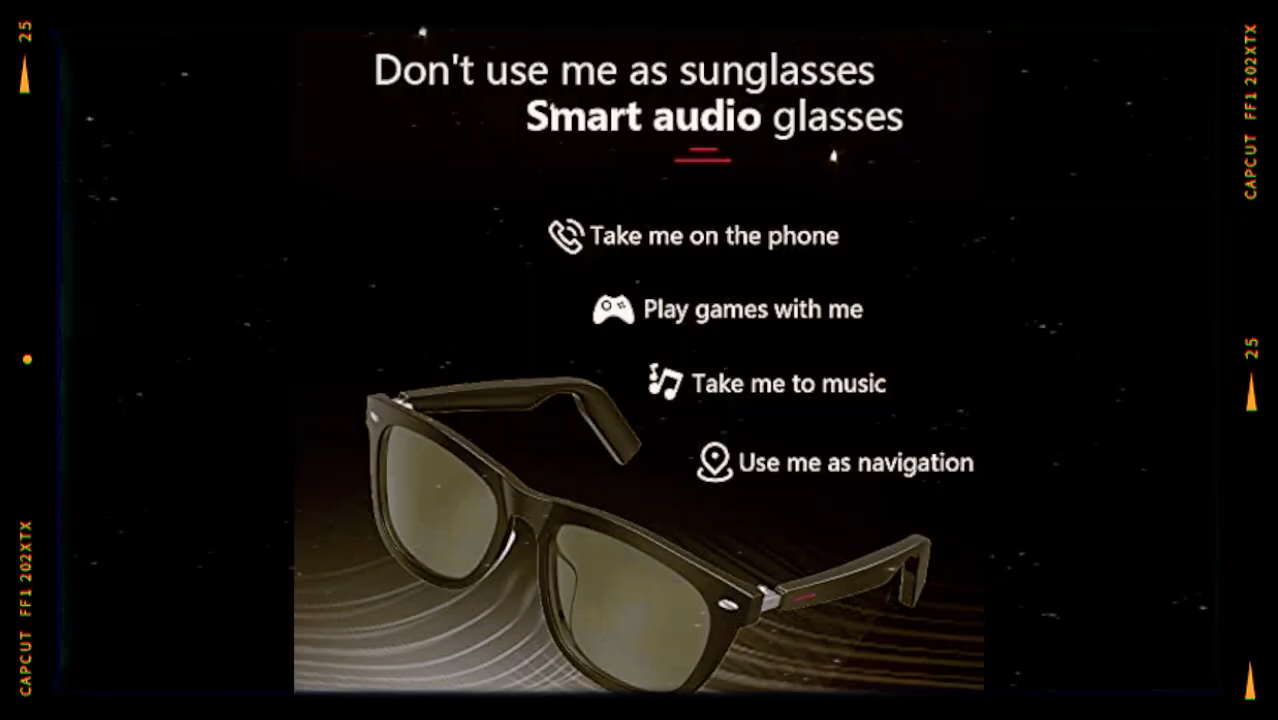 25
CAPCUT FF1 202XTX
Don't use me as sunglasses
Smart audio glasses
Take me on the phone
Play games with me
Take me to music
Use me as navigation
CAPCUT FF1 202XTX
25